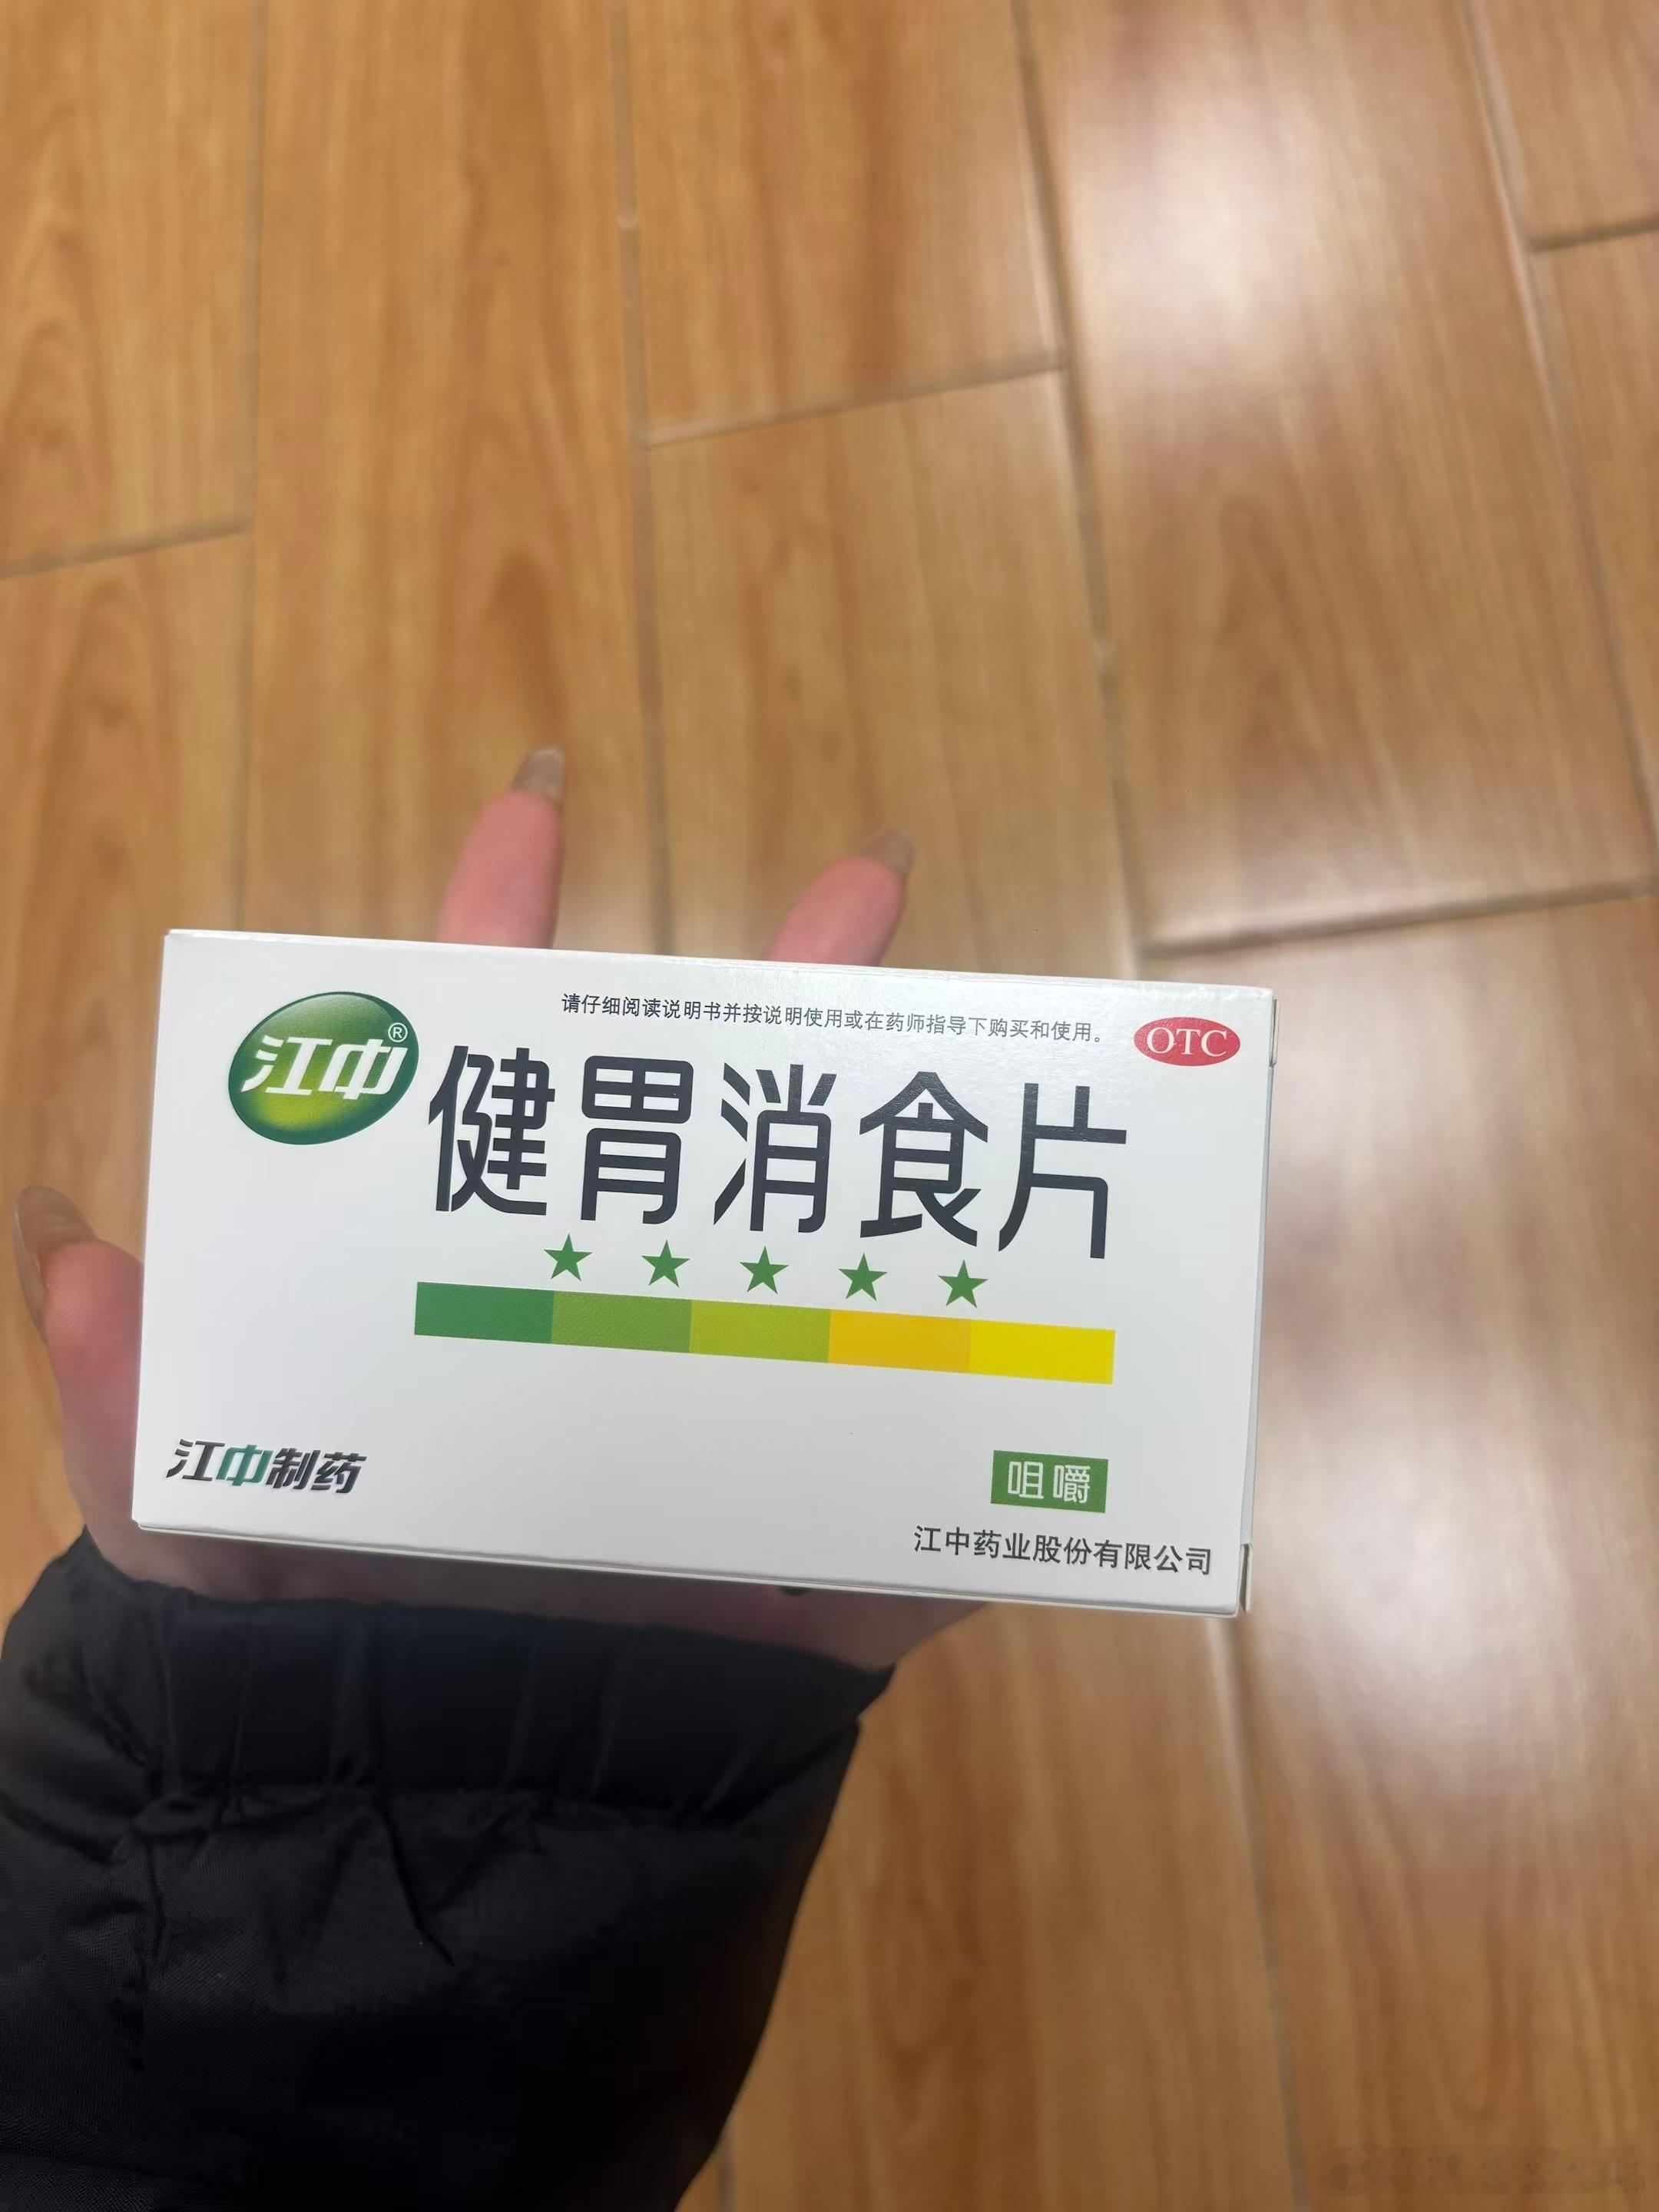 请仔细阅读说明书并按说明使用或在药师指导下购买和使用。
OTC
江中®
健胃消食片
江中制药
咀嚼
江中药业股份有限公司